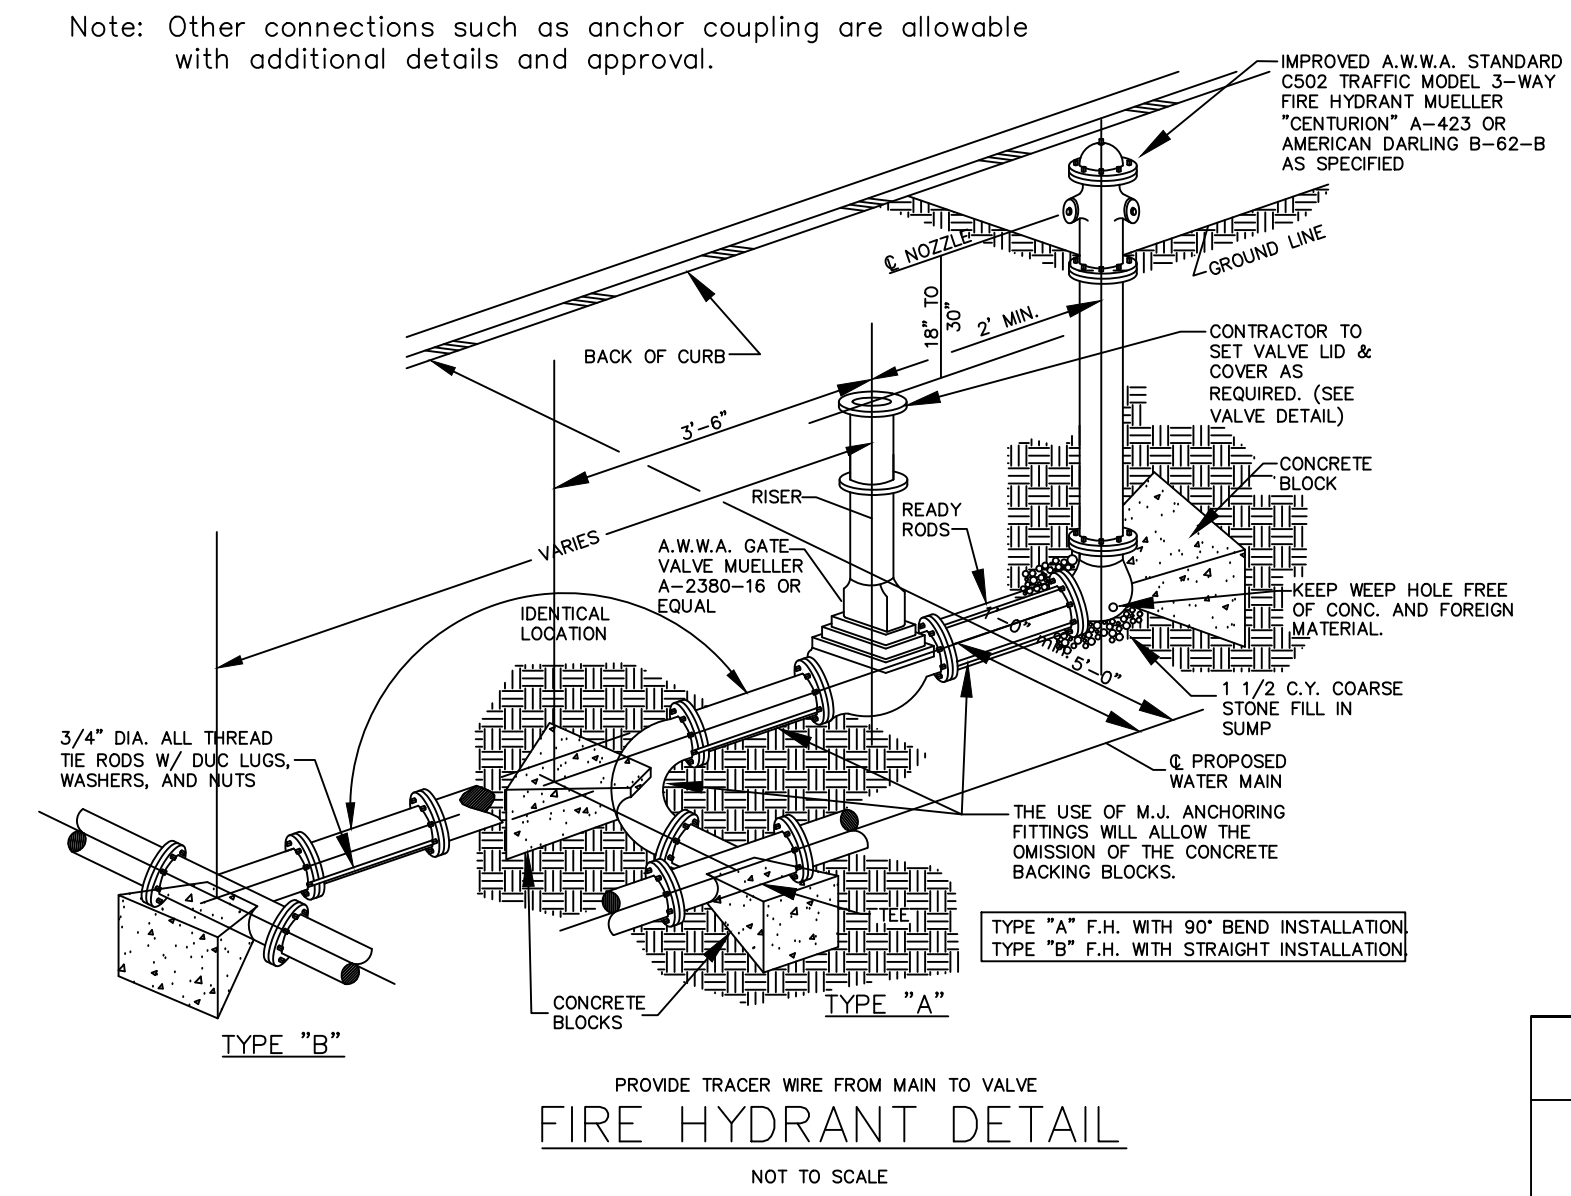 Note: Other connections such as anchor coupling are allowable
with additional details and approval.
IMPROVED A.W.W.A. STANDARD
C502 TRAFFIC MODEL 3-WAY
FIRE HYDRANT MUELLER
"CENTURION" A-423 OR
AMERICAN DARLING B-62-B
AS SPECIFIED
℄ NOZZLE
GROUND LINE
18" TO
30"
2' MIN.
BACK OF CURB
CONTRACTOR TO
SET VALVE LID &
COVER AS
REQUIRED. (SEE
VALVE DETAIL)
3'-6"
CONCRETE
BLOCK
RISER
READY
RODS
VARIES
A.W.W.A. GATE
VALVE MUELLER
A-2380-16 OR
EQUAL
IDENTICAL
LOCATION
KEEP WEEP HOLE FREE
OF CONC. AND FOREIGN
MATERIAL.
1'-0" min.
5'-0"
1 1/2 C.Y. COARSE
STONE FILL IN
SUMP
3/4" DIA. ALL THREAD
TIE RODS W/ DUC LUGS,
WASHERS, AND NUTS
℄ PROPOSED
WATER MAIN
THE USE OF M.J. ANCHORING
FITTINGS WILL ALLOW THE
OMISSION OF THE CONCRETE
BACKING BLOCKS.
TEE
TYPE "A" F.H. WITH 90° BEND INSTALLATION.
TYPE "B" F.H. WITH STRAIGHT INSTALLATION.
CONCRETE
BLOCKS
TYPE "A"
TYPE "B"
PROVIDE TRACER WIRE FROM MAIN TO VALVE
FIRE HYDRANT DETAIL
NOT TO SCALE